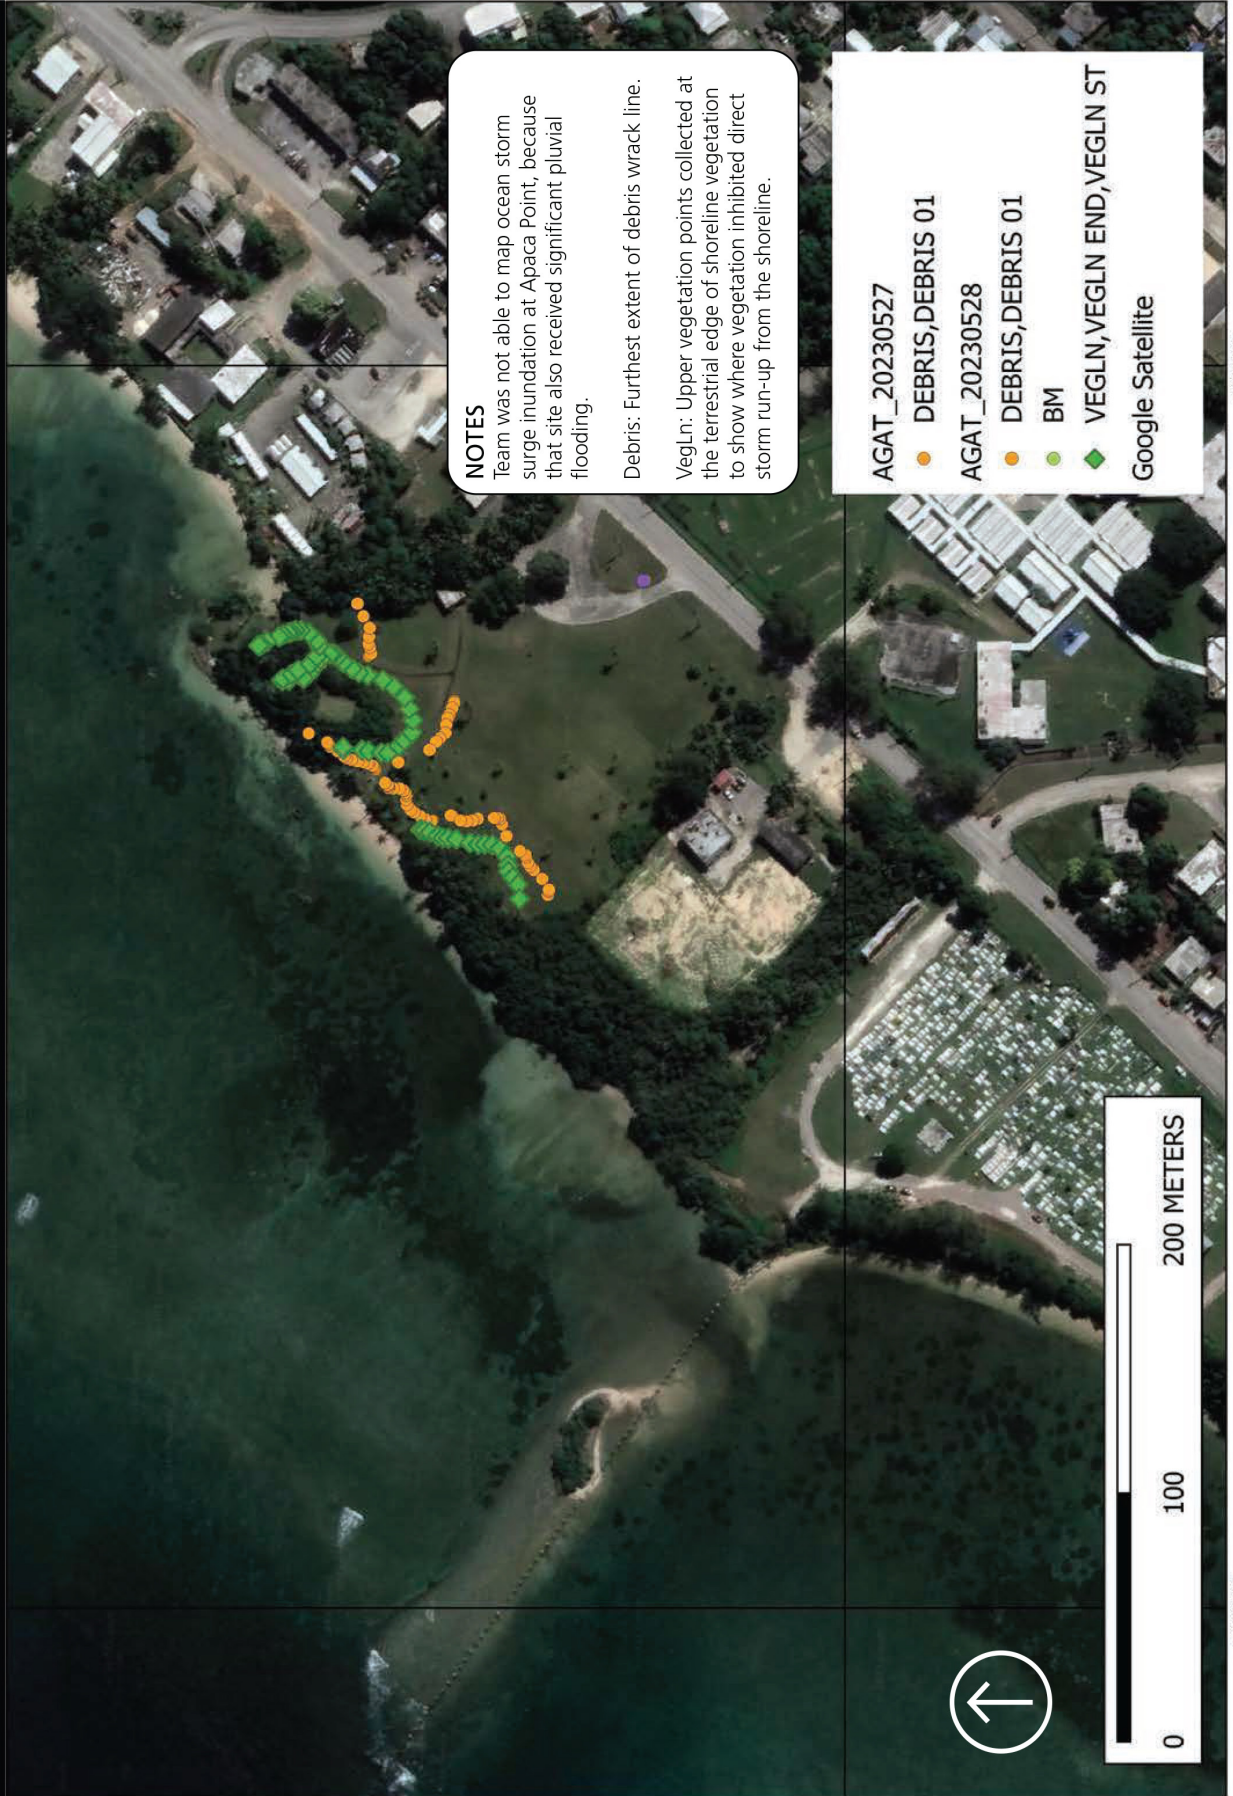 NOTES
Team was not able to map ocean storm
surge inundation at Apaca Point, because
that site also received significant pluvial
flooding.
Debris: Furthest extent of debris wrack line.
VegLn: Upper vegetation points collected at
the terrestrial edge of shoreline vegetation
to show where vegetation inhibited direct
storm run-up from the shoreline.
AGAT_20230527
DEBRIS,DEBRIS 01
AGAT_20230528
DEBRIS,DEBRIS 01
BM
VEGLN,VEGLN END,VEGLN ST
Google Satellite
0 100 200 METERS